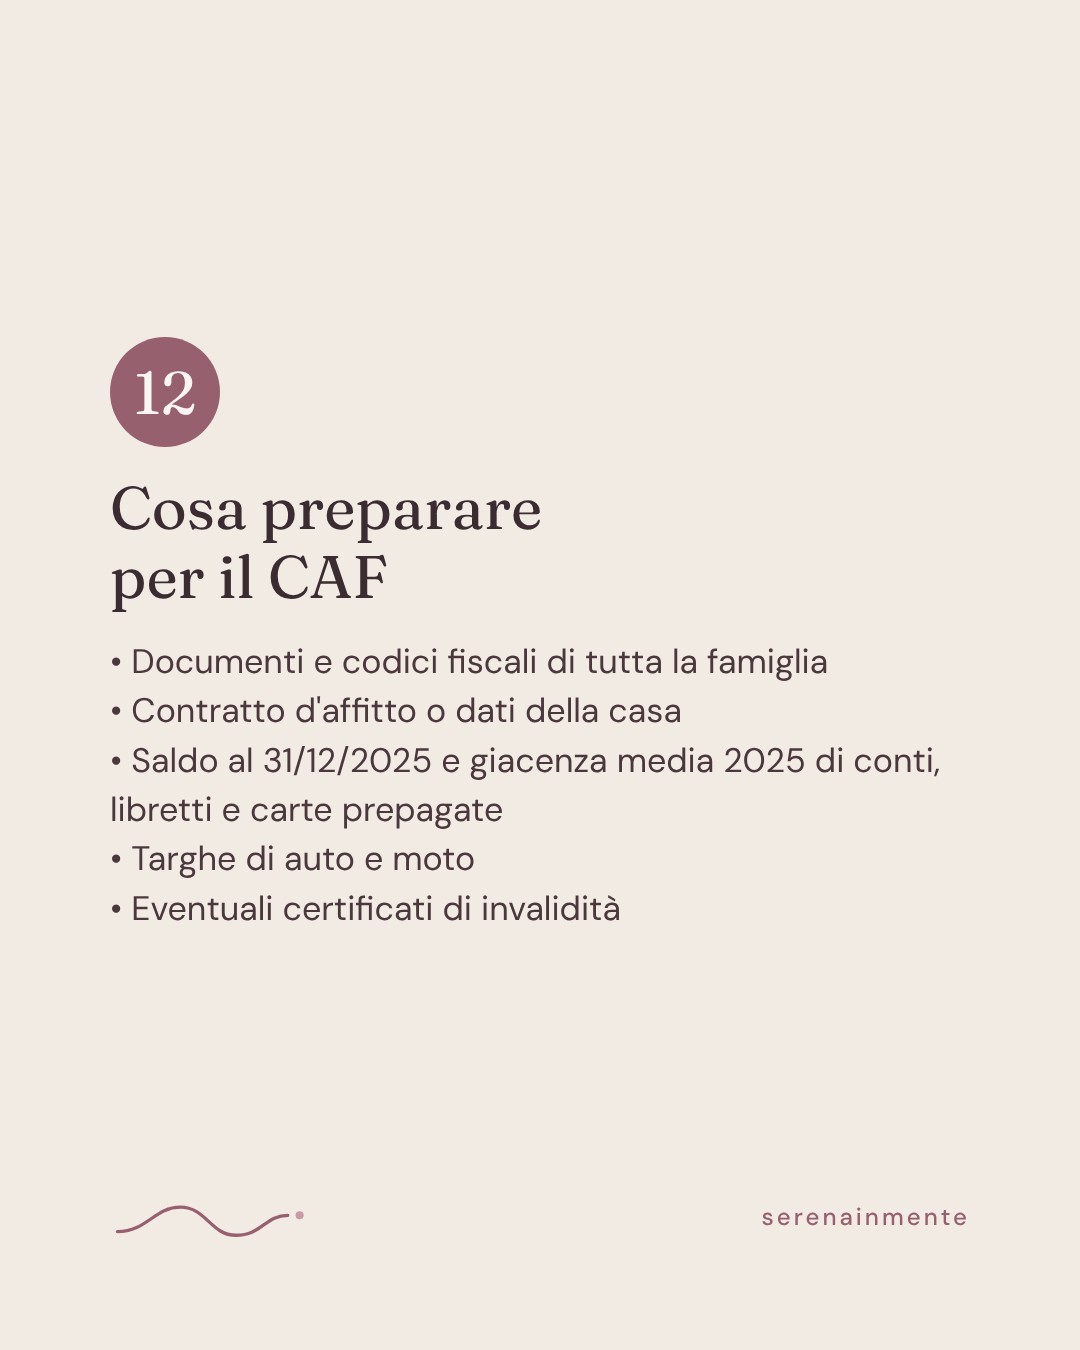 12
Cosa preparare
per il CAF
• Documenti e codici fiscali di tutta la famiglia
• Contratto d'affitto o dati della casa
• Saldo al 31/12/2025 e giacenza media 2025 di conti,
libretti e carte prepagate
• Targhe di auto e moto
• Eventuali certificati di invalidità
serenainmente